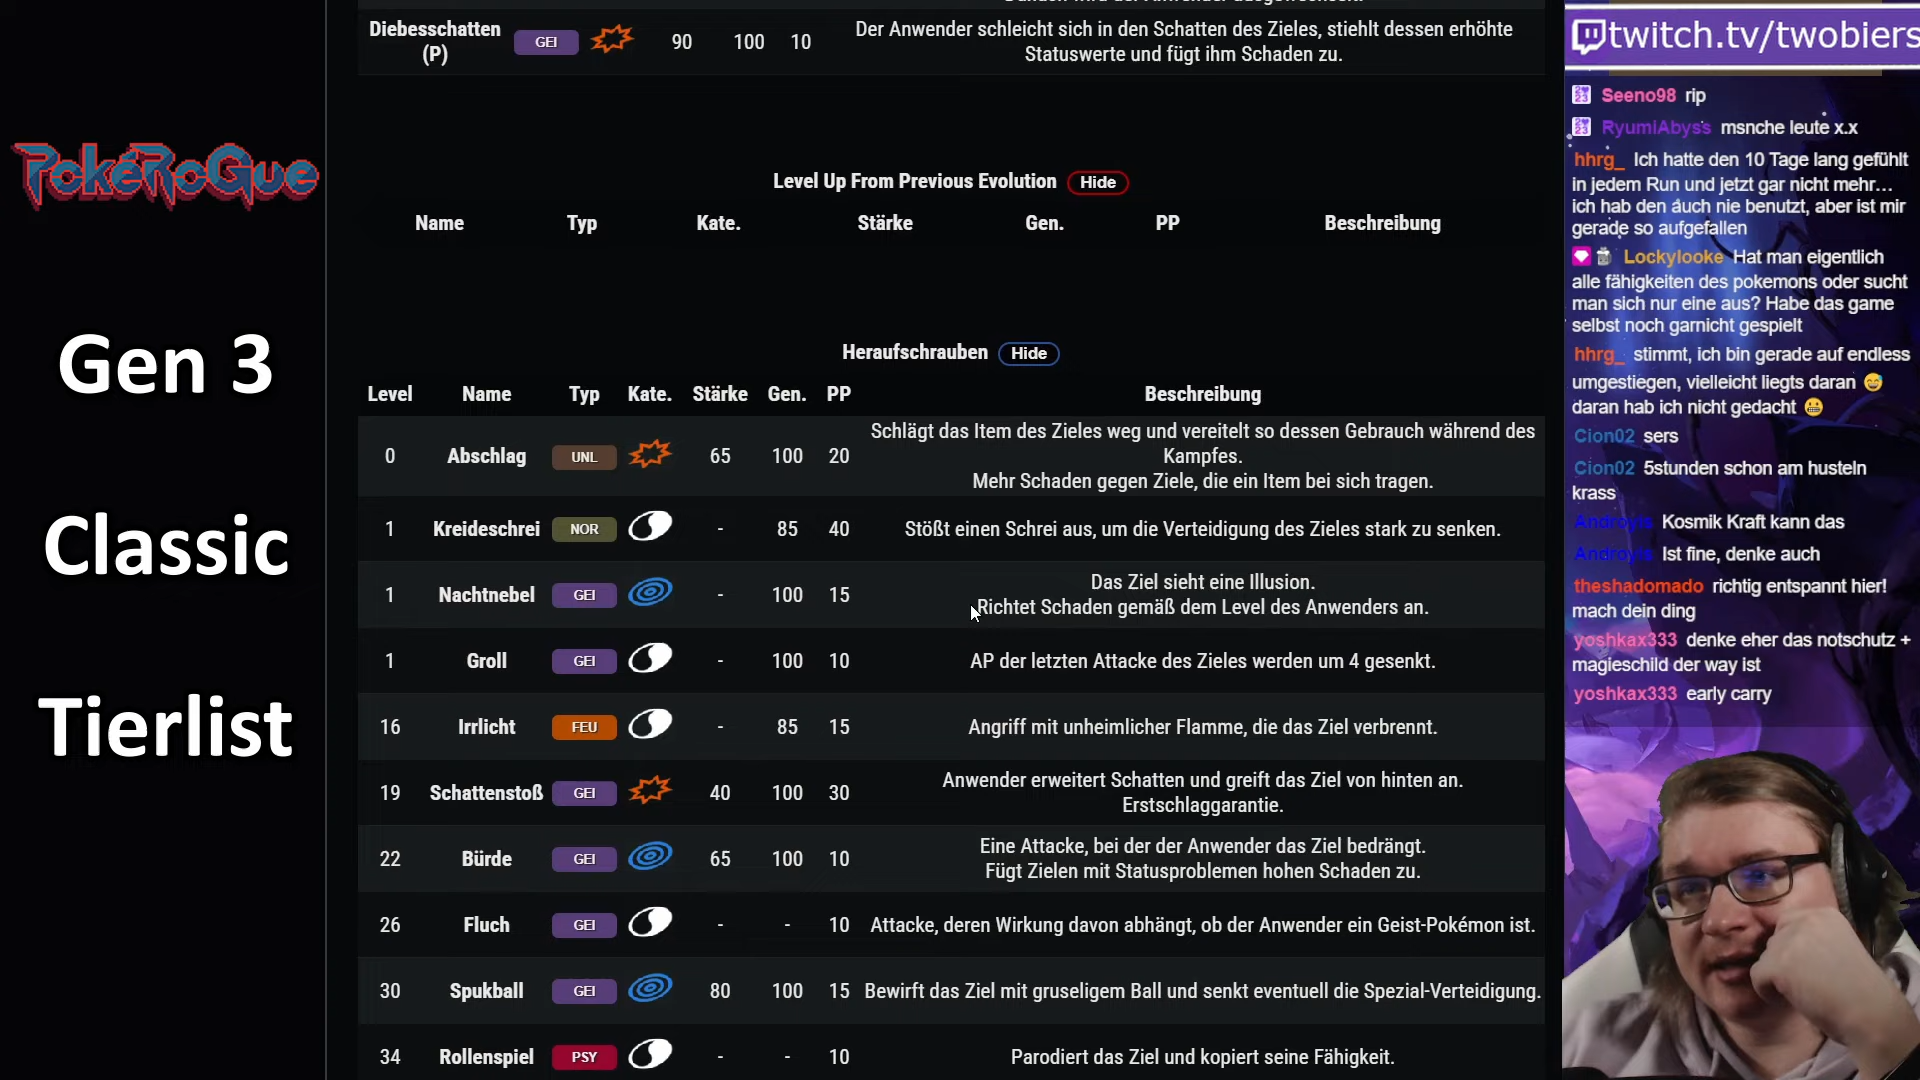 Diebesschatten
(P)
GEI
90
100
10
Der Anwender schleicht sich in den Schatten des Zieles, stiehlt dessen erhöhte
Statuswerte und fügt ihm Schaden zu.
PokéRoGue
Gen 3
Classic
Tierlist
Level Up From Previous Evolution
Hide
Name Typ Kate. Stärke Gen. PP Beschreibung
Heraufschrauben
Hide
Level Name Typ Kate. Stärke Gen. PP Beschreibung
0 Abschlag UNL 65 100 20
Schlägt das Item des Zieles weg und vereitelt so dessen Gebrauch während des
Kampfes.
Mehr Schaden gegen Ziele, die ein Item bei sich tragen.
1 Kreideschrei NOR - 85 40 Stößt einen Schrei aus, um die Verteidigung des Zieles stark zu senken.
1 Nachtnebel GEI - 100 15
Das Ziel sieht eine Illusion.
Richtet Schaden gemäß dem Level des Anwenders an.
1 Groll GEI - 100 10 AP der letzten Attacke des Zieles werden um 4 gesenkt.
16 Irrlicht FEU - 85 15 Angriff mit unheimlicher Flamme, die das Ziel verbrennt.
19 Schattenstoß GEI 40 100 30
Anwender erweitert Schatten und greift das Ziel von hinten an.
Erstschlaggarantie.
22 Bürde GEI 65 100 10
Eine Attacke, bei der der Anwender das Ziel bedrängt.
Fügt Zielen mit Statusproblemen hohen Schaden zu.
26 Fluch GEI - - 10 Attacke, deren Wirkung davon abhängt, ob der Anwender ein Geist-Pokémon ist.
30 Spukball GEI 80 100 15 Bewirft das Ziel mit gruseligem Ball und senkt eventuell die Spezial-Verteidigung.
34 Rollenspiel PSY - - 10 Parodiert das Ziel und kopiert seine Fähigkeit.
twitch.tv/twobiers
Seeno98 rip
RyumiAbyss msnche leute x.x
hhrg_ Ich hatte den 10 Tage lang gefühlt
in jedem Run und jetzt gar nicht mehr…
ich hab den auch nie benutzt, aber ist mir
gerade so aufgefallen
Lockylooke Hat man eigentlich
alle fähigkeiten des pokemons oder sucht
man sich nur eine aus? Habe das game
selbst noch garnicht gespielt
hhrg_ stimmt, ich bin gerade auf endless
umgestiegen, vielleicht liegts daran 😅
daran hab ich nicht gedacht 😬
Cion02 sers
Cion02 5stunden schon am husteln
krass
Androyis Kosmik Kraft kann das
Androyis Ist fine, denke auch
theshadomado richtig entspannt hier!
mach dein ding
yoshkax333 denke eher das notschutz +
magieschild der way ist
yoshkax333 early carry